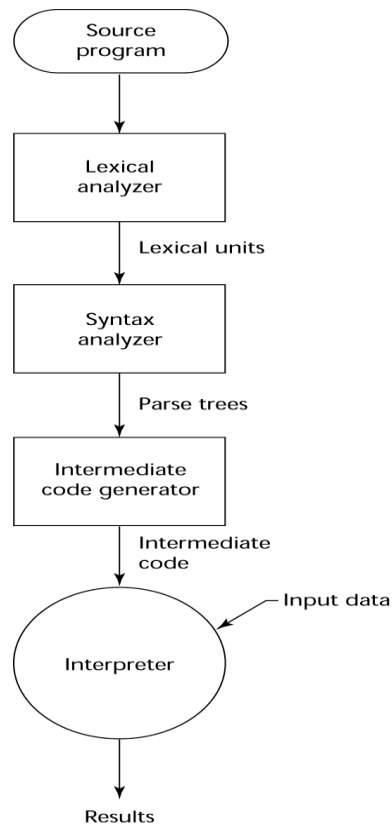 Source
program
Lexical
analyzer
Lexical units
Syntax
analyzer
Parse trees
Intermediate
code generator
Intermediate
code
Input data
Interpreter
Results